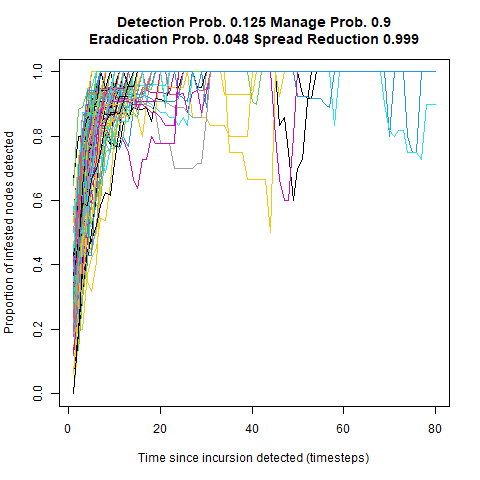 Detection Prob. 0.125 Manage Prob. 0.9
Eradication Prob. 0.048 Spread Reduction 0.999
Proportion of infested nodes detected
1.0
0.8
0.6
0.4
0.2
0.0
0 20 40 60 80
Time since incursion detected (timesteps)